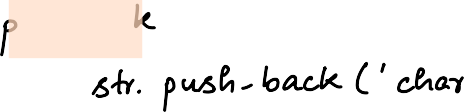 str. push-back ( ' char